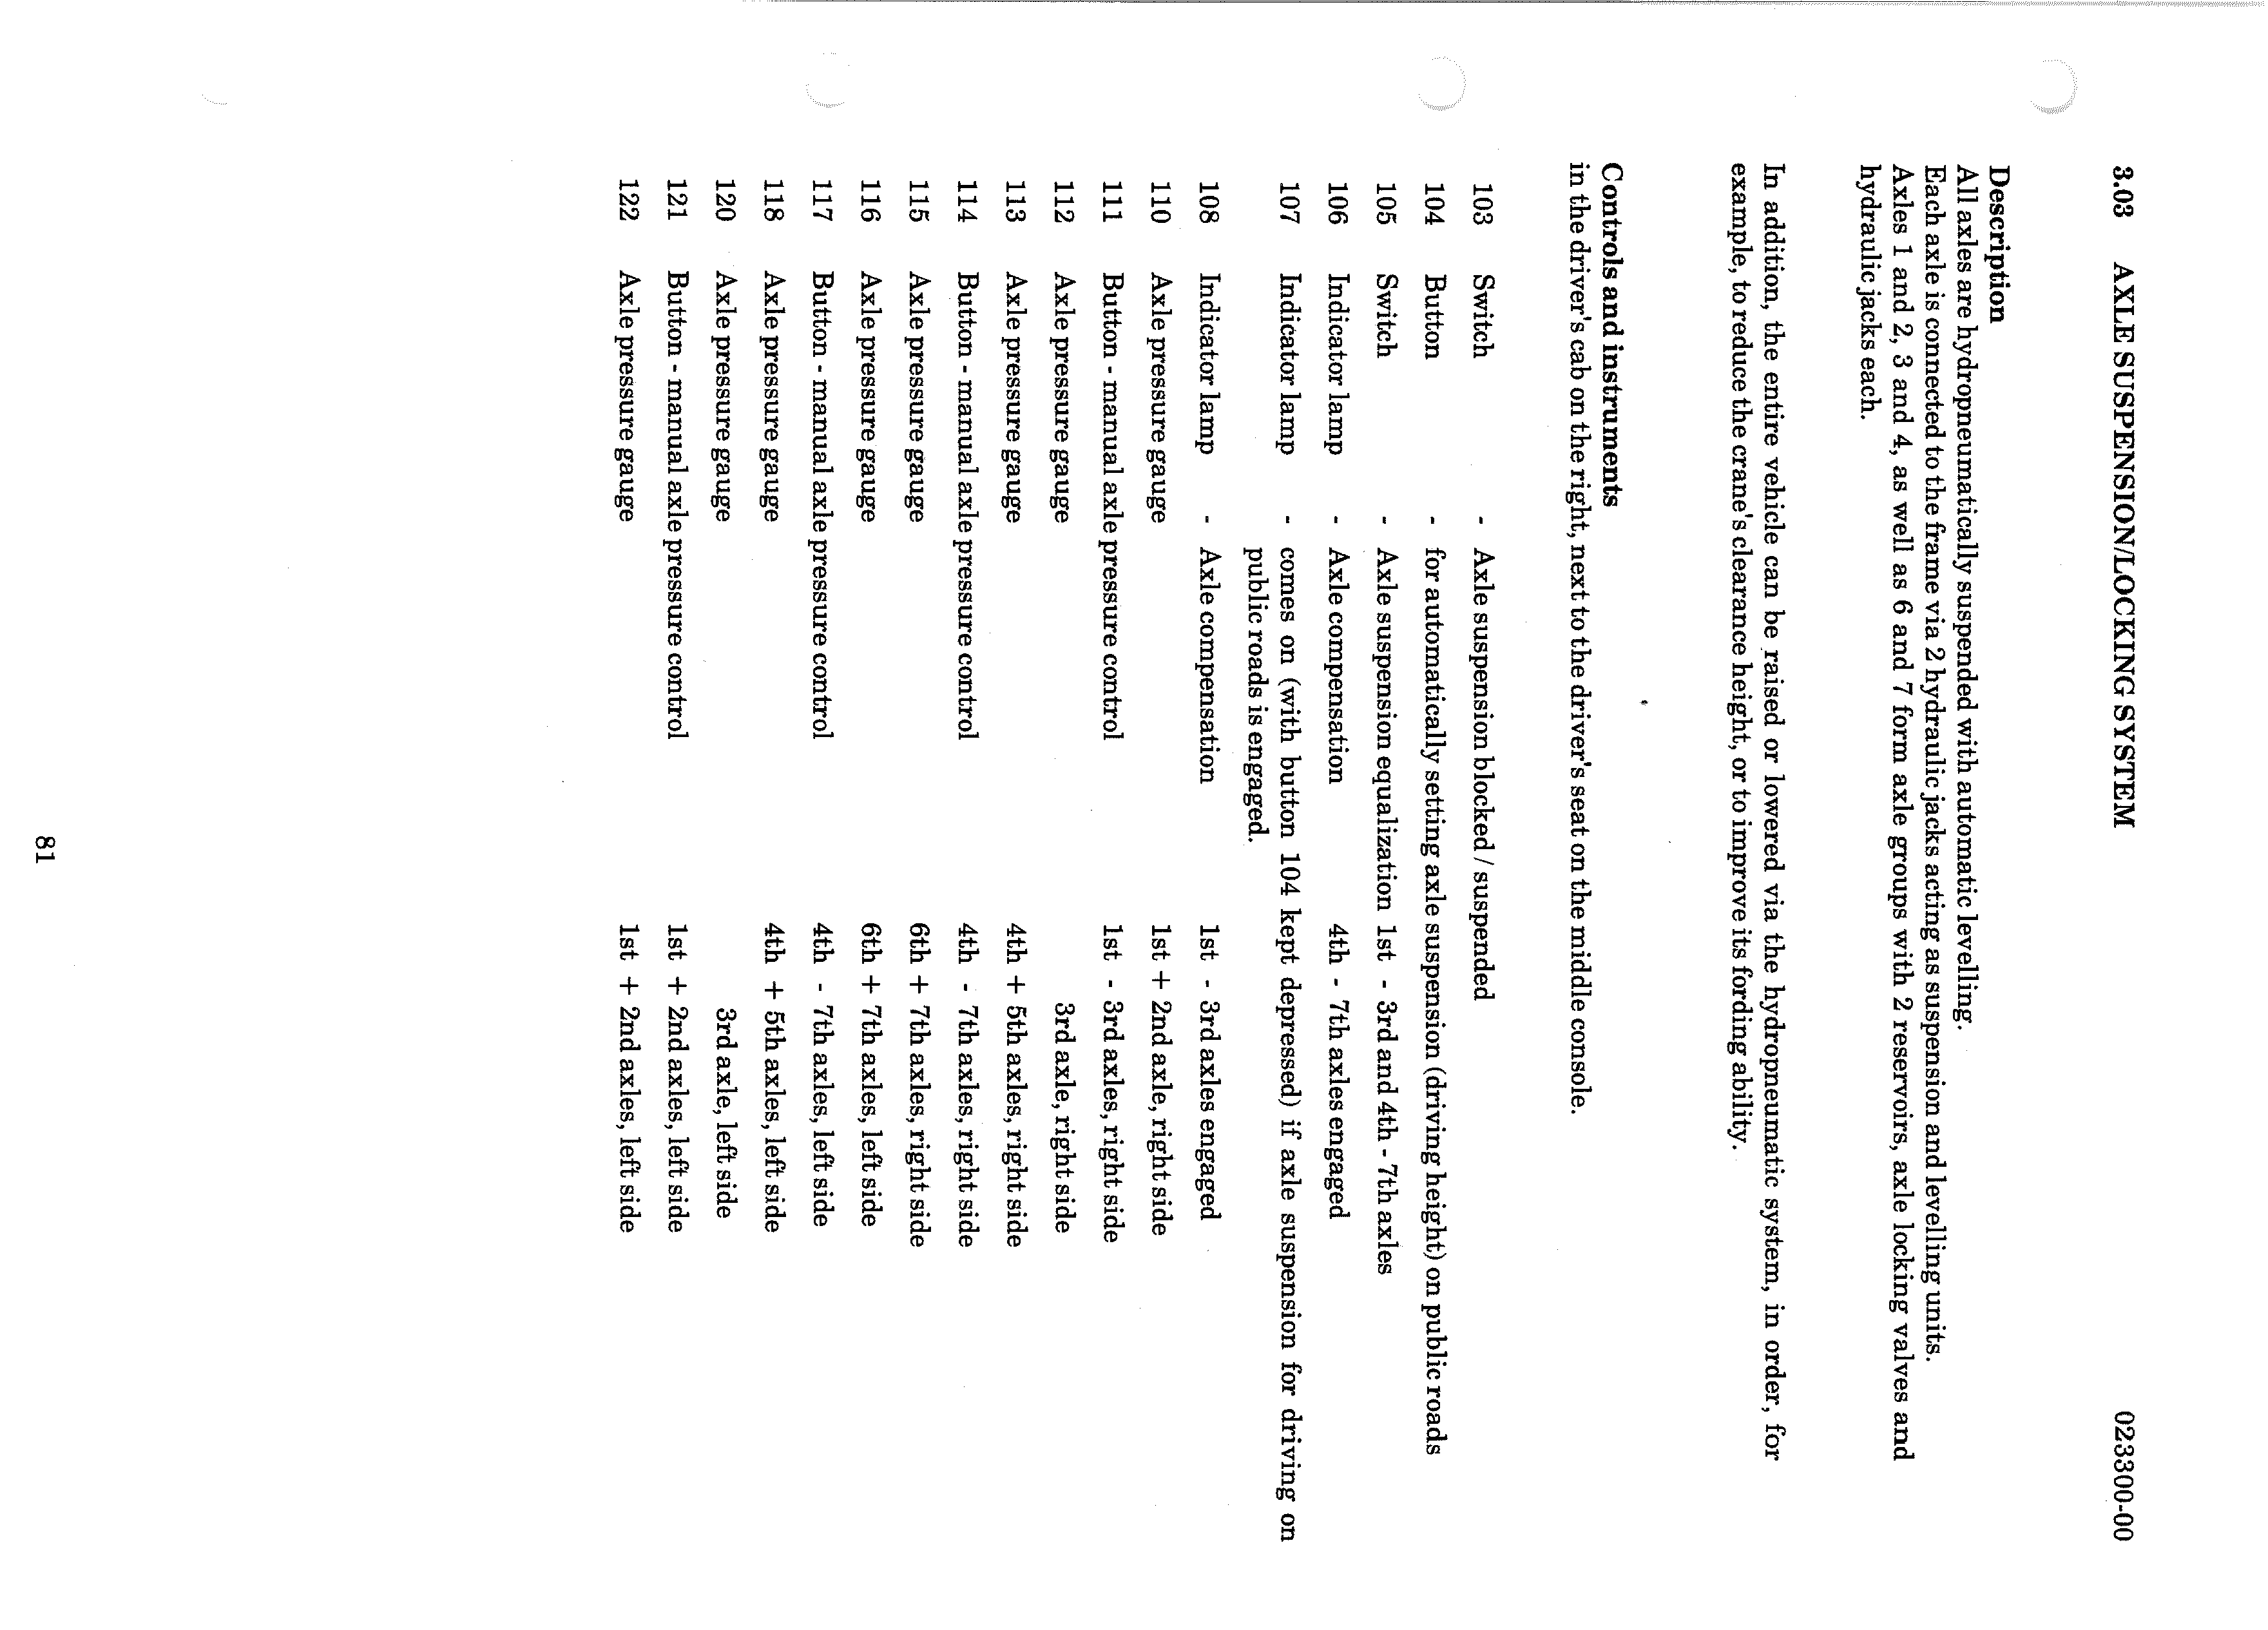 3.03 AXLE SUSPENSION/LOCKING SYSTEM 023300-00
Description
All axles are hydropneumatically suspended with automatic levelling.
Each axle is connected to the frame via 2 hydraulic jacks acting as suspension and levelling units.
Axles 1 and 2, 3 and 4, as well as 6 and 7 form axle groups with 2 reservoirs, axle locking valves and
hydraulic jacks each.
In addition, the entire vehicle can be raised or lowered via the hydropneumatic system, in order, for
example, to reduce the crane's clearance height, or to improve its fording ability.
Controls and instruments
in the driver's cab on the right, next to the driver's seat on the middle console.
103 Switch - Axle suspension blocked / suspended
104 Button - for automatically setting axle suspension (driving height) on public roads
105 Switch - Axle suspension equalization 1st - 3rd and 4th - 7th axles
106 Indicator lamp - Axle compensation 4th - 7th axles engaged
107 Indicator lamp - comes on (with button 104 kept depressed) if axle suspension for driving on
public roads is engaged.
108 Indicator lamp - Axle compensation 1st - 3rd axles engaged
110 Axle pressure gauge 1st + 2nd axle, right side
111 Button - manual axle pressure control 1st - 3rd axles, right side
112 Axle pressure gauge 3rd axle, right side
113 Axle pressure gauge 4th + 5th axles, right side
114 Button - manual axle pressure control 4th - 7th axles, right side
115 Axle pressure gauge 6th + 7th axles, right side
116 Axle pressure gauge 6th + 7th axles, left side
117 Button - manual axle pressure control 4th - 7th axles, left side
118 Axle pressure gauge 4th + 5th axles, left side
120 Axle pressure gauge 3rd axle, left side
121 Button - manual axle pressure control 1st + 2nd axles, left side
122 Axle pressure gauge 1st + 2nd axles, left side
81